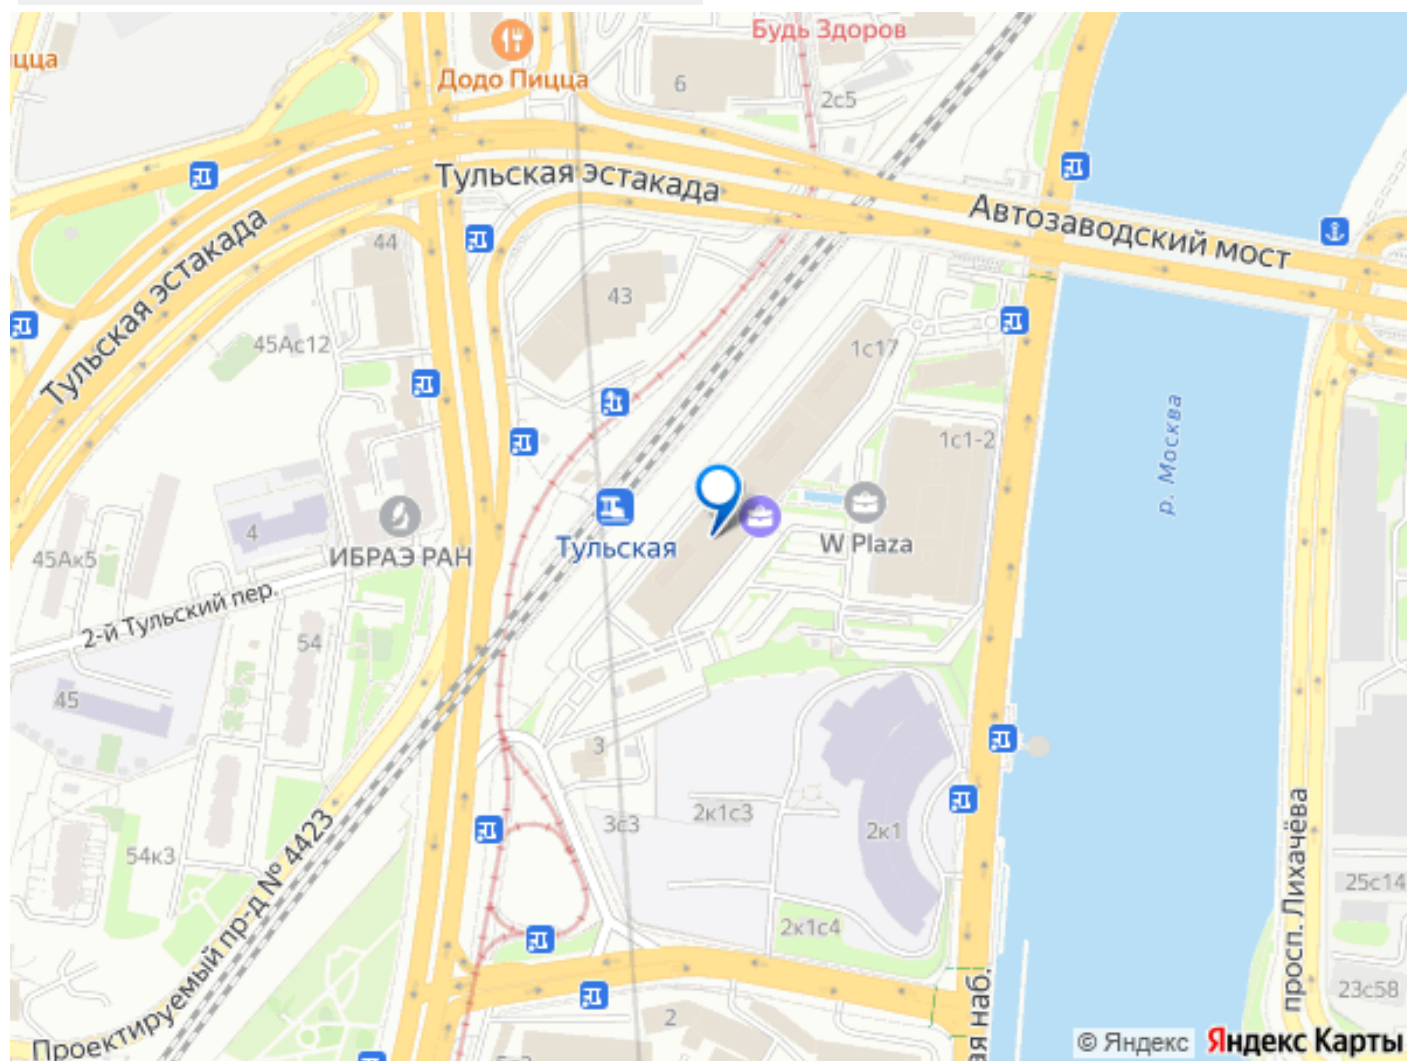 Будь Здоров
цца
Додо Пицца
6
2с5
Тульская эстакада
Автозаводский мост
44
Тульская эстакада
43
45Ас12
1с17
р. Москва
1с1-2
4
ИБРАЭ РАН
Тульская
W Plaza
45Ак5
2-й Тульский пер.
54
45
3
3с3
2к1с3
2к1
54к3
Проектируемый пр-д № 4423
просп. Лихачёва
25с14
2к1с4
ая наб.
23с58
2
© Яндекс Яндекс Карты